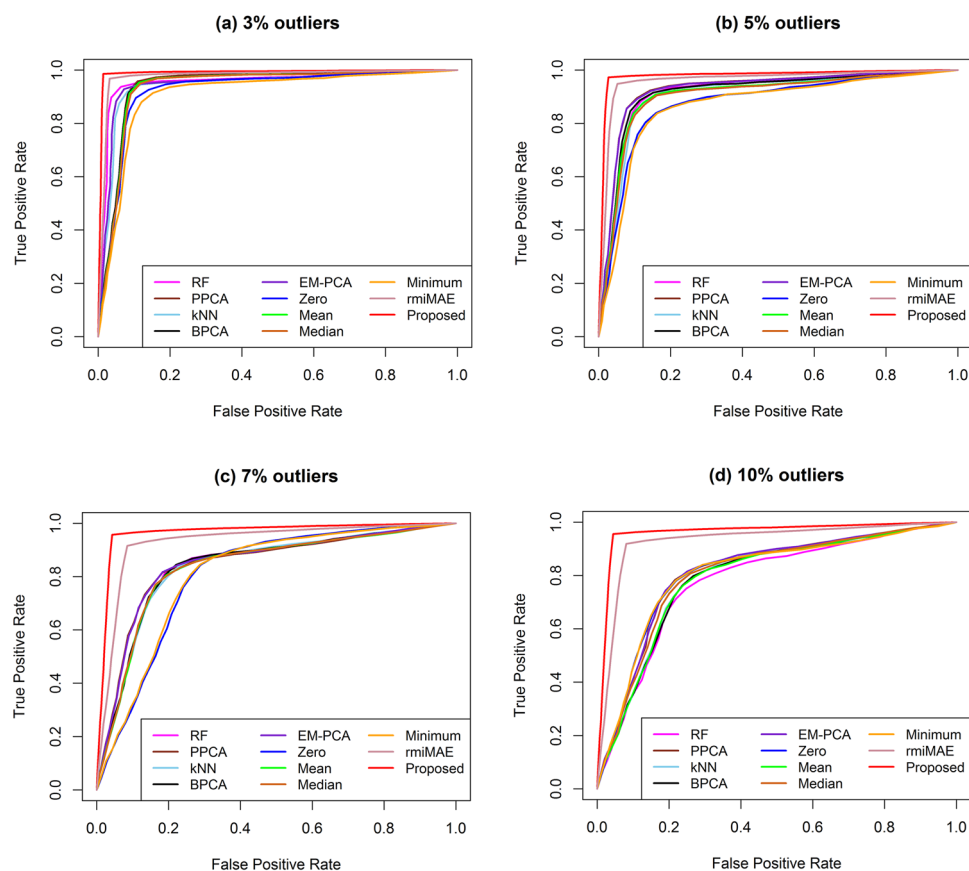 (a) 3% outliers
True Positive Rate
0.0 0.2 0.4 0.6 0.8 1.0
RF EM-PCA Minimum
PPCA Zero rmiMAE
kNN Mean Proposed
BPCA Median
0.0 0.2 0.4 0.6 0.8 1.0
False Positive Rate
(b) 5% outliers
True Positive Rate
0.0 0.2 0.4 0.6 0.8 1.0
RF EM-PCA Minimum
PPCA Zero rmiMAE
kNN Mean Proposed
BPCA Median
0.0 0.2 0.4 0.6 0.8 1.0
False Positive Rate
(c) 7% outliers
True Positive Rate
0.0 0.2 0.4 0.6 0.8 1.0
RF EM-PCA Minimum
PPCA Zero rmiMAE
kNN Mean Proposed
BPCA Median
0.0 0.2 0.4 0.6 0.8 1.0
False Positive Rate
(d) 10% outliers
True Positive Rate
0.0 0.2 0.4 0.6 0.8 1.0
RF EM-PCA Minimum
PPCA Zero rmiMAE
kNN Mean Proposed
BPCA Median
0.0 0.2 0.4 0.6 0.8 1.0
False Positive Rate